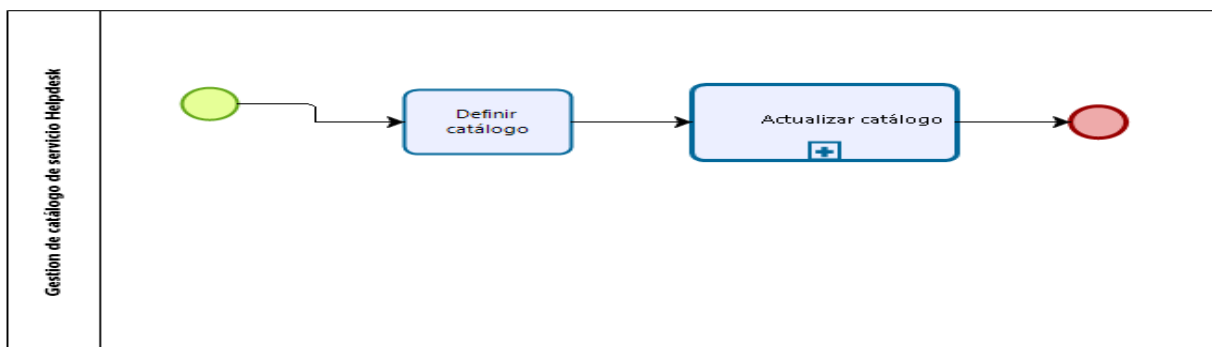 Gestion de catálogo de servicio Helpdesk
Definir
catálogo
Actualizar catálogo